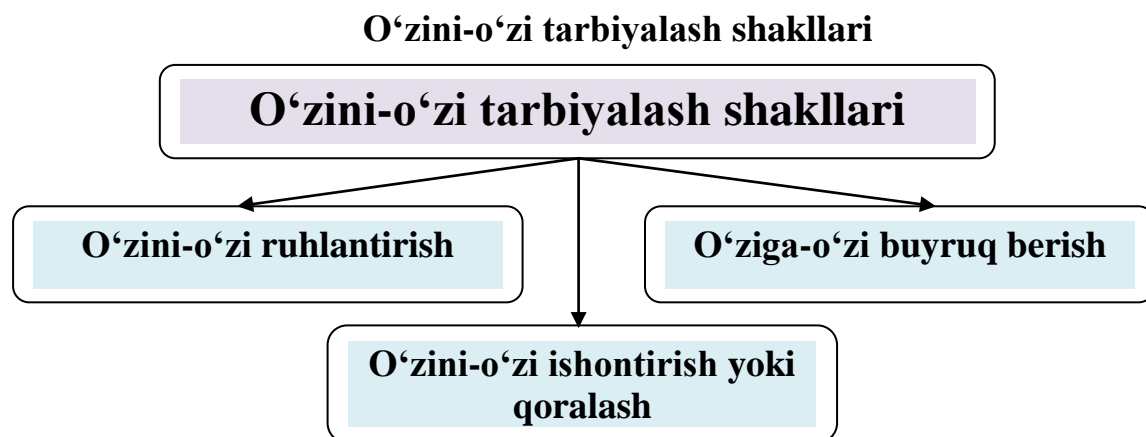 O‘zini-o‘zi tarbiyalash shakllari
O‘zini-o‘zi tarbiyalash shakllari
O‘zini-o‘zi ruhlantirish
O‘ziga-o‘zi buyruq berish
O‘zini-o‘zi ishontirish yoki
qoralash